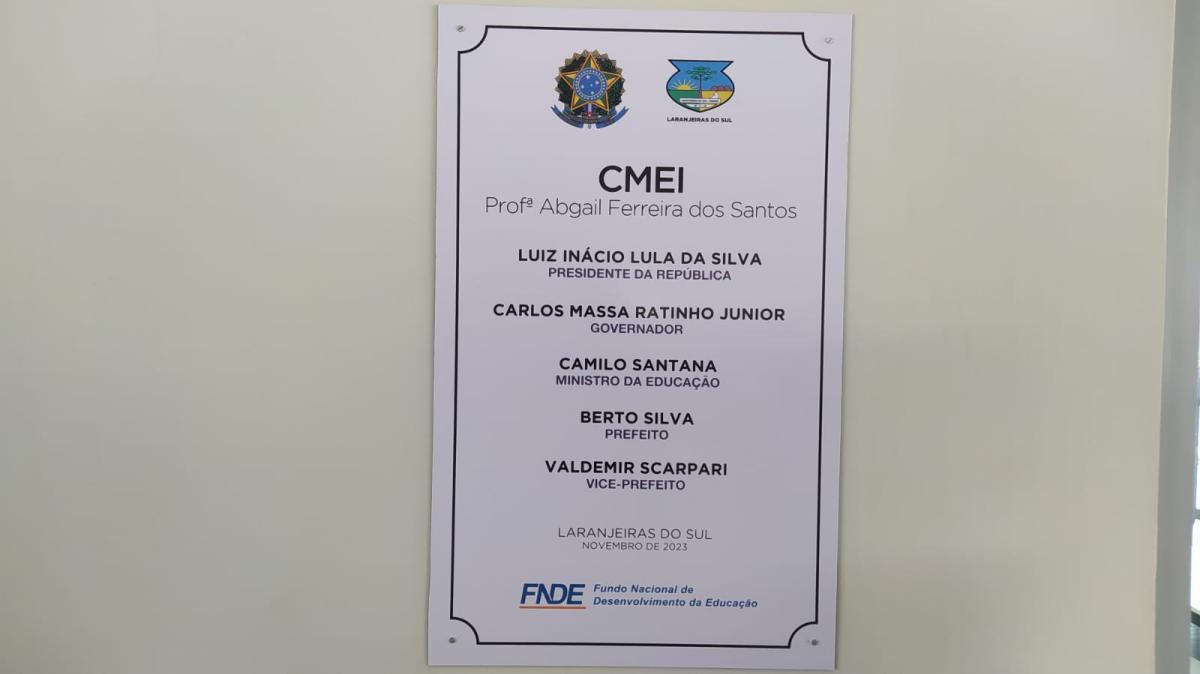 LARANJEIRAS DO SUL
CMEI
Profª Abgail Ferreira dos Santos
LUIZ INÁCIO LULA DA SILVA
PRESIDENTE DA REPÚBLICA
CARLOS MASSA RATINHO JUNIOR
GOVERNADOR
CAMILO SANTANA
MINISTRO DA EDUCAÇÃO
BERTO SILVA
PREFEITO
VALDEMIR SCARPARI
VICE-PREFEITO
LARANJEIRAS DO SUL
NOVEMBRO DE 2023
FNDE Fundo Nacional de
Desenvolvimento da Educação